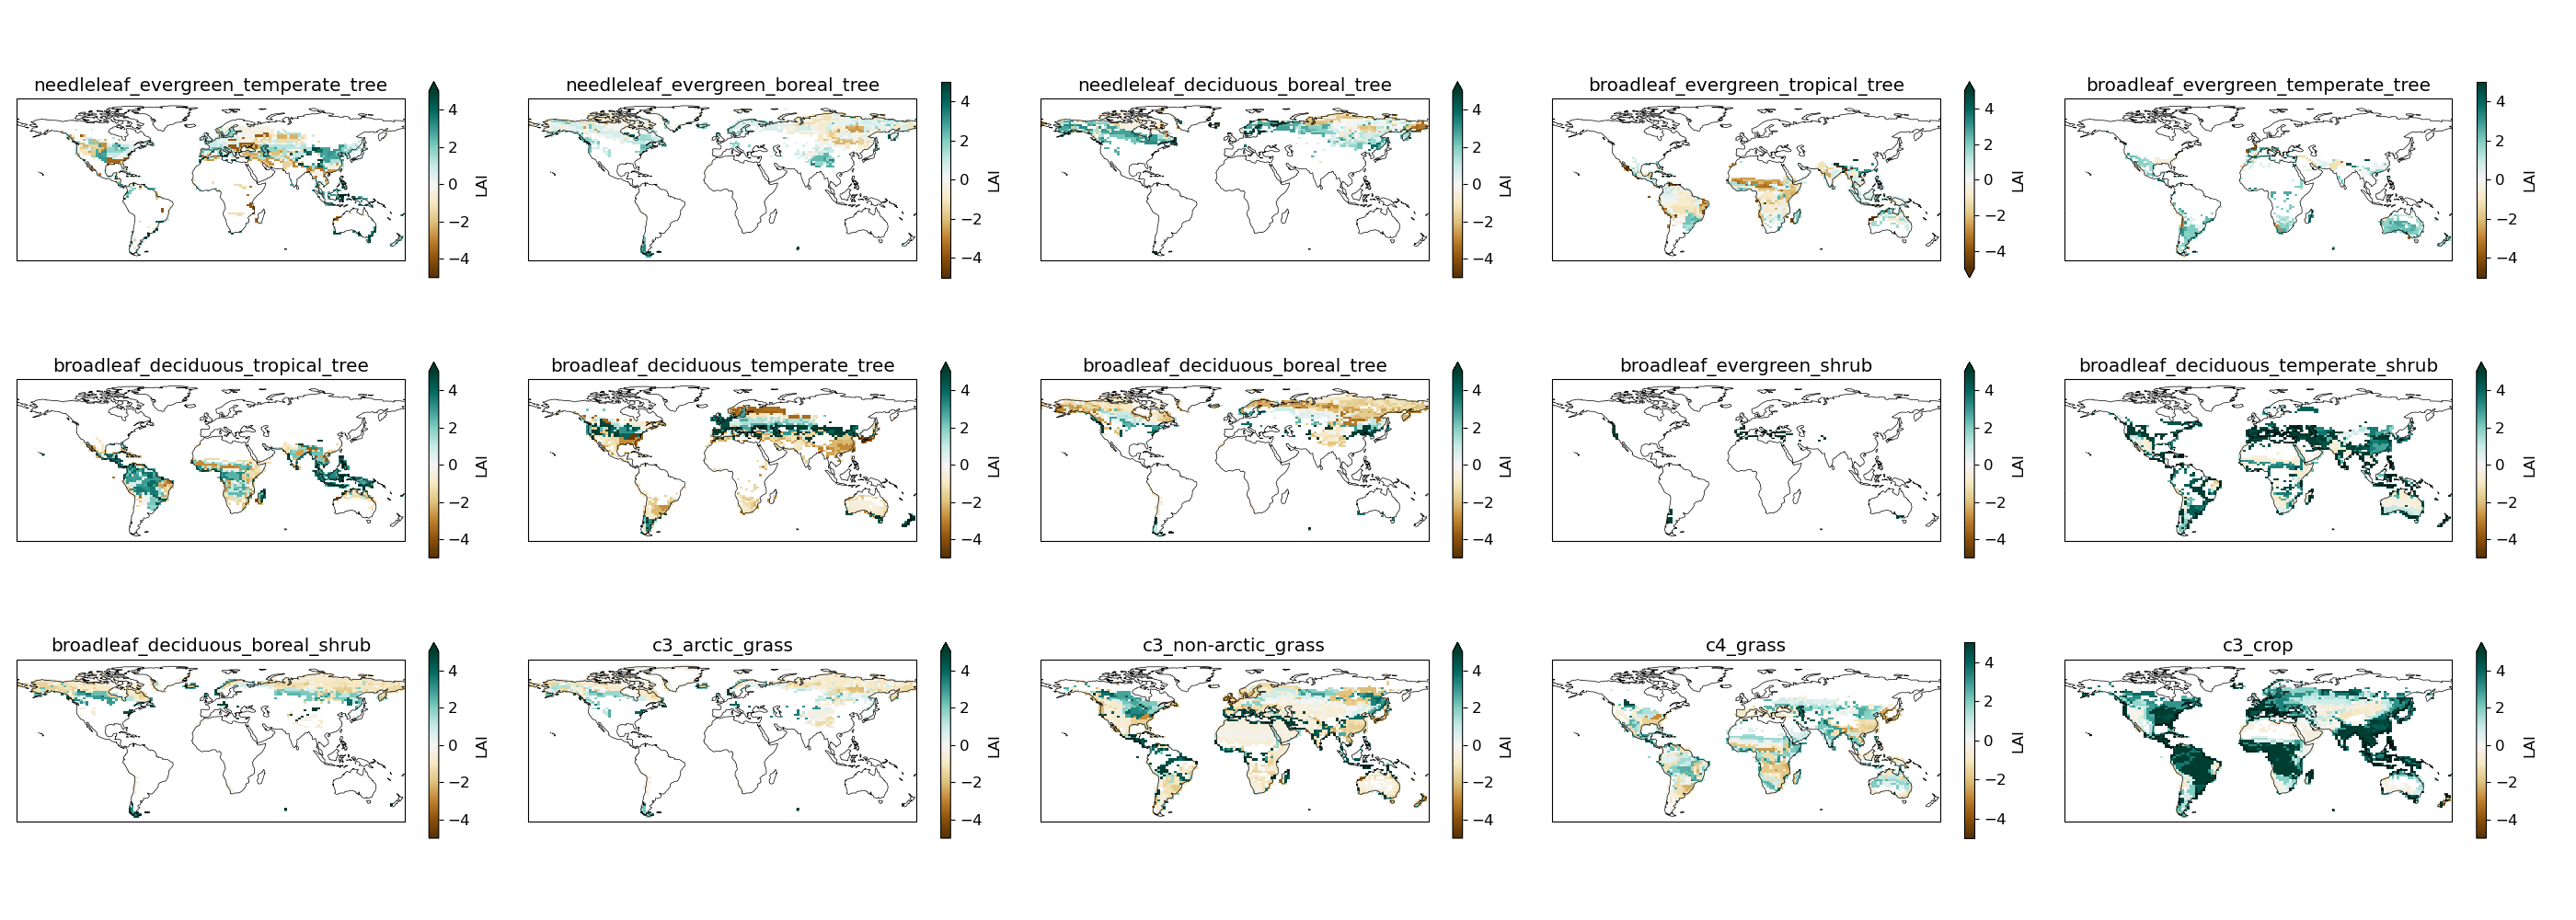 needleleaf_evergreen_temperate_tree
4
2
0
−2
−4
LAI
needleleaf_evergreen_boreal_tree
4
2
0
−2
−4
LAI
needleleaf_deciduous_boreal_tree
4
2
0
−2
−4
LAI
broadleaf_evergreen_tropical_tree
4
2
0
−2
−4
LAI
broadleaf_evergreen_temperate_tree
4
2
0
−2
−4
LAI
broadleaf_deciduous_tropical_tree
4
2
0
−2
−4
LAI
broadleaf_deciduous_temperate_tree
4
2
0
−2
−4
LAI
broadleaf_deciduous_boreal_tree
4
2
0
−2
−4
LAI
broadleaf_evergreen_shrub
4
2
0
−2
−4
LAI
broadleaf_deciduous_temperate_shrub
4
2
0
−2
−4
LAI
broadleaf_deciduous_boreal_shrub
4
2
0
−2
−4
LAI
c3_arctic_grass
4
2
0
−2
−4
LAI
c3_non-arctic_grass
4
2
0
−2
−4
LAI
c4_grass
4
2
0
−2
−4
LAI
c3_crop
4
2
0
−2
−4
LAI